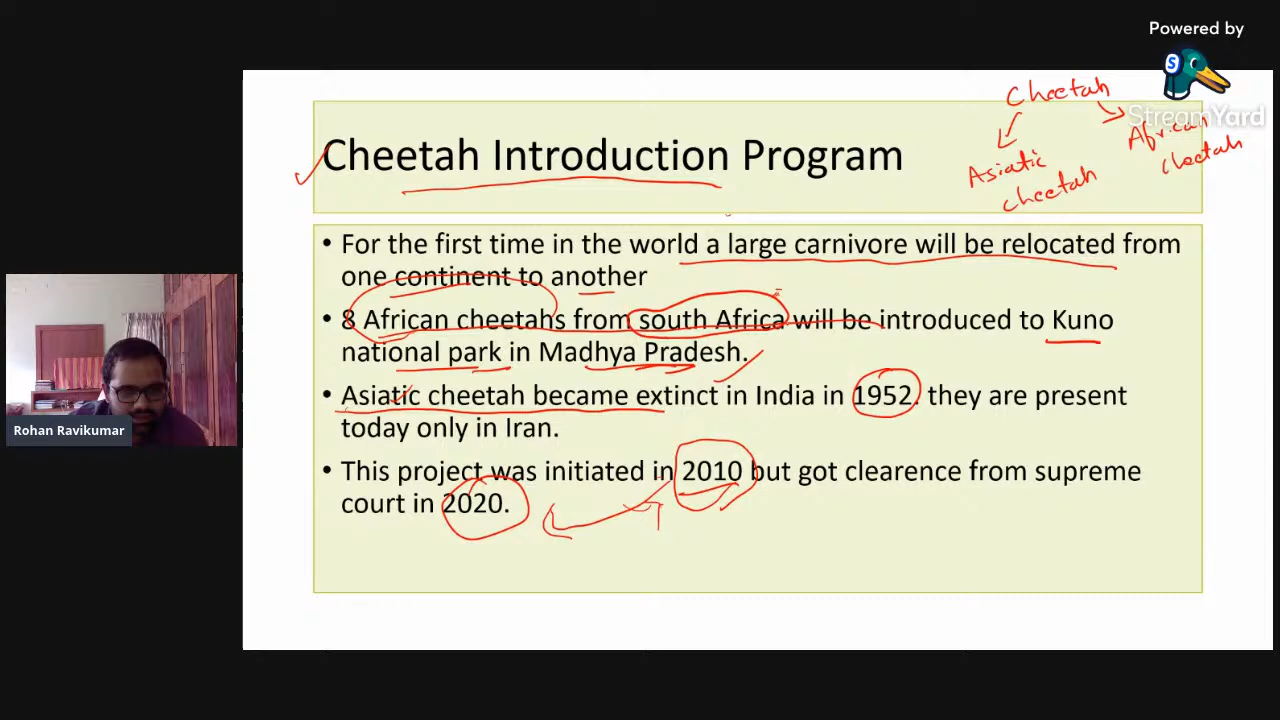 Powered by
StreamYard
Cheetah
Asiatic
cheetah
African
cheetah
Cheetah Introduction Program
• For the first time in the world a large carnivore will be relocated from
one continent to another
• 8 African cheetahs from south Africa will be introduced to Kuno
national park in Madhya Pradesh.
• Asiatic cheetah became extinct in India in 1952. they are present
today only in Iran.
• This project was initiated in 2010 but got clearence from supreme
court in 2020.
Rohan Ravikumar